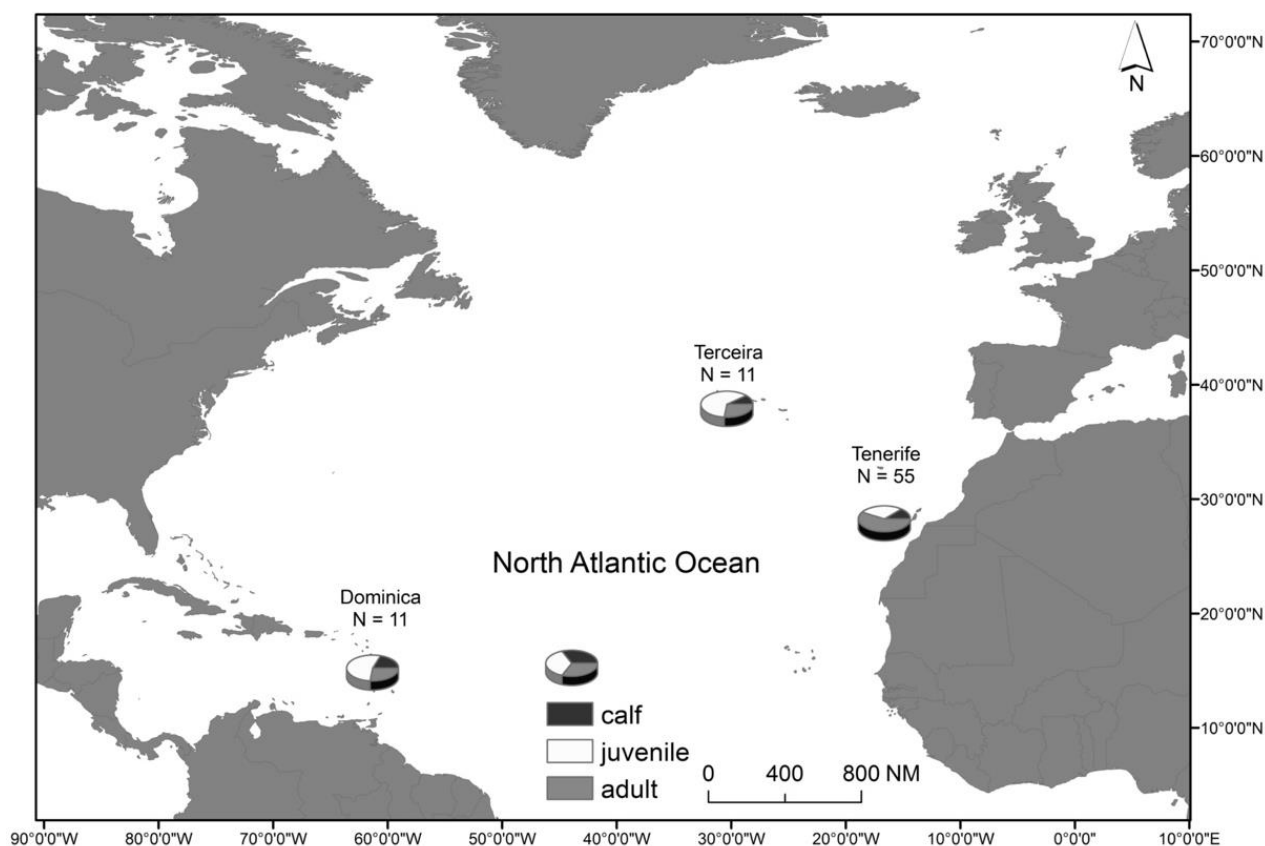 N
70°0'0"N
60°0'0"N
50°0'0"N
Terceira
N = 11
40°0'0"N
Tenerife
N = 55
30°0'0"N
North Atlantic Ocean
Dominica
N = 11
20°0'0"N
calf
juvenile
adult
0 400 800 NM
10°0'0"N
90°0'0"W 80°0'0"W 70°0'0"W 60°0'0"W 50°0'0"W 40°0'0"W 30°0'0"W 20°0'0"W 10°0'0"W 0°0'0" 10°0'0"E